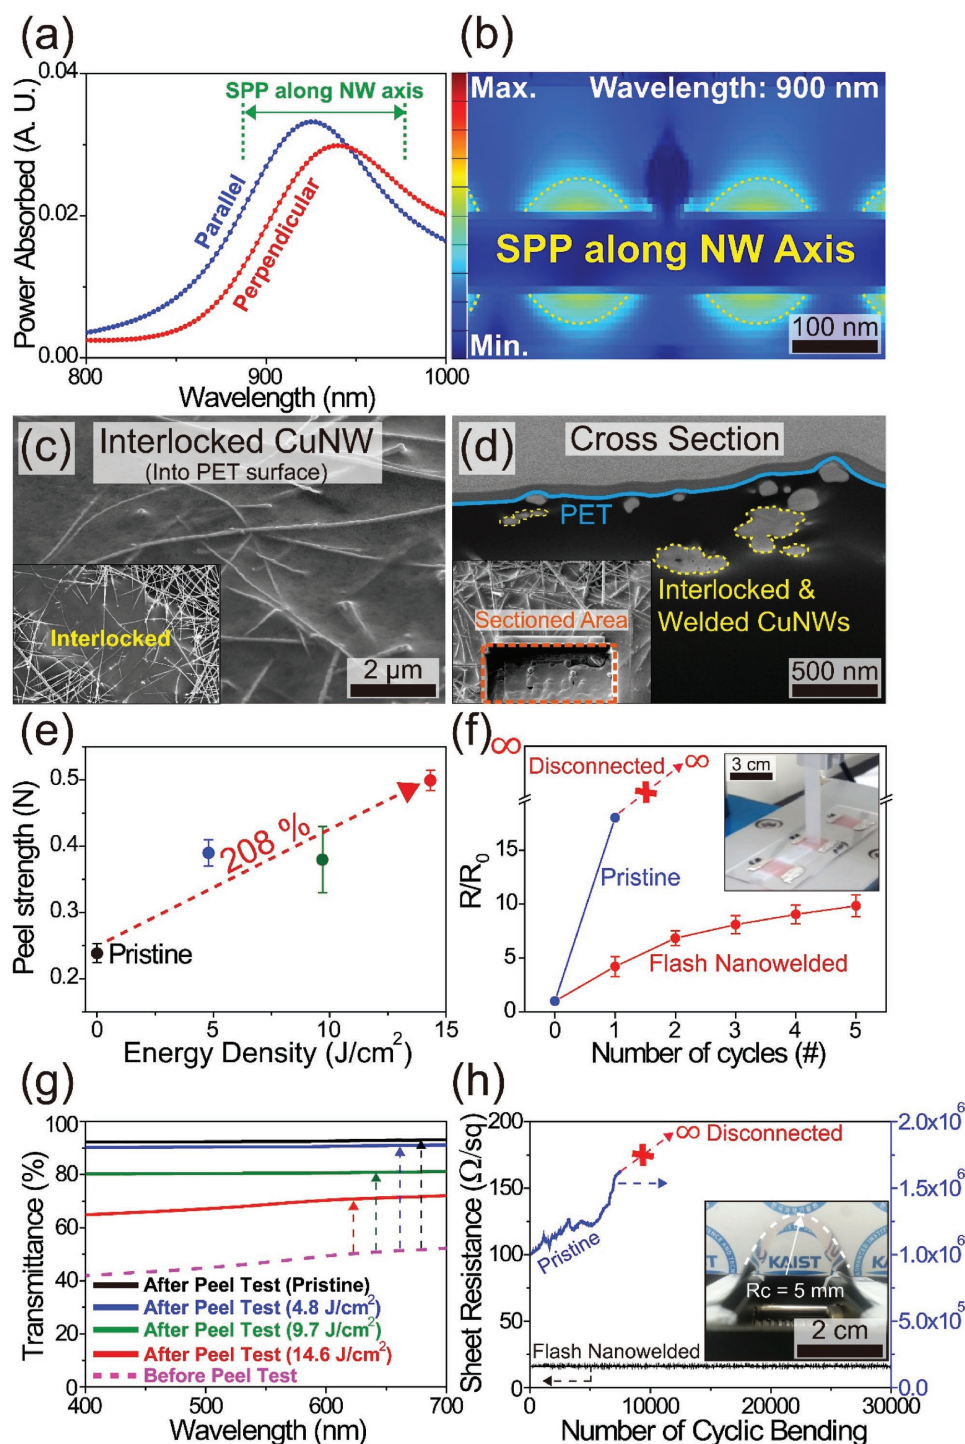 (a)
0.04
SPP along NW axis
Power Absorbed (A. U.)
0.02
Parallel
Perpendicular
0.00
800
900
1000
Wavelength (nm)
(b)
Max.
Wavelength: 900 nm
SPP along NW Axis
Min.
100 nm
(c)
Interlocked CuNW
(Into PET surface)
Interlocked
2 µm
(d)
Cross Section
PET
Interlocked &
Welded CuNWs
Sectioned Area
500 nm
(e)
Peel strength (N)
0.5
0.4
0.3
0.2
208 %
Pristine
0
5
10
15
Energy Density (J/cm²)
(f)
∞
Disconnected
∞
3 cm
R/R₀
15
10
5
0
Pristine
Flash Nanowelded
0
1
2
3
4
5
Number of cycles (#)
(g)
Transmittance (%)
100
80
60
40
20
0
After Peel Test (Pristine)
After Peel Test (4.8 J/cm²)
After Peel Test (9.7 J/cm²)
After Peel Test (14.6 J/cm²)
Before Peel Test
400
500
600
700
Wavelength (nm)
(h)
Sheet Resistance (Ω/sq)
200
175
100
50
0
∞ Disconnected
Pristine
2.0x10⁶
1.5x10⁶
1.0x10⁶
5.0x10⁵
0.0
KAIST
KAIST
Rc = 5 mm
2 cm
Flash Nanowelded
0
10000
20000
30000
Number of Cyclic Bending